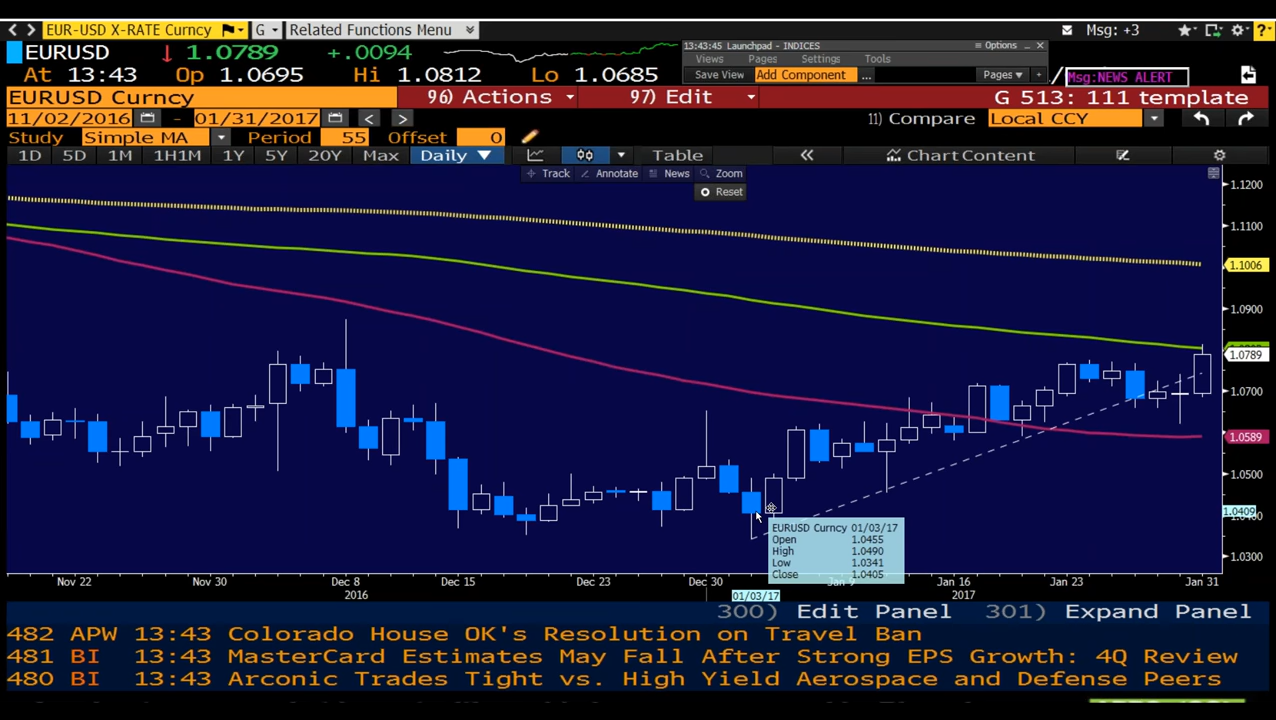 EUR-USD X-RATE Curncy G Related Functions Menu Msg: +3
EURUSD 1.0789 +.0094
13:43:45 Launchpad - INDICES Options
Views Pages Settings Tools
At 13:43 Op 1.0695 Hi 1.0812 Lo 1.0685
Save View Add Component ... Pages +
Msg:NEWS ALERT
EURUSD Curncy 96) Actions 97) Edit G 513: 111 template
11/02/2016 - 01/31/2017 < > 11) Compare Local CCY
Study Simple MA Period 55 Offset 0
1D 5D 1M 1H1M 1Y 5Y 20Y Max Daily Table Chart Content
Track Annotate News Zoom
Reset
1.1200
1.1100
1.1006
1.0900
1.0789
1.0700
1.0589
1.0500
1.0409
1.0300
EURUSD Curncy 01/03/17
Open 1.0455
High 1.0490
Low 1.0341
Close 1.0405
Nov 22 Nov 30 Dec 8 Dec 15 Dec 23 Dec 30 Jan 9 Jan 16 Jan 23 Jan 31
2016 01/03/17 2017
300) Edit Panel 301) Expand Panel
482 APW 13:43 Colorado House OK's Resolution on Travel Ban
481 BI 13:43 MasterCard Estimates May Fall After Strong EPS Growth: 4Q Review
480 BI 13:43 Arconic Trades Tight vs. High Yield Aerospace and Defense Peers